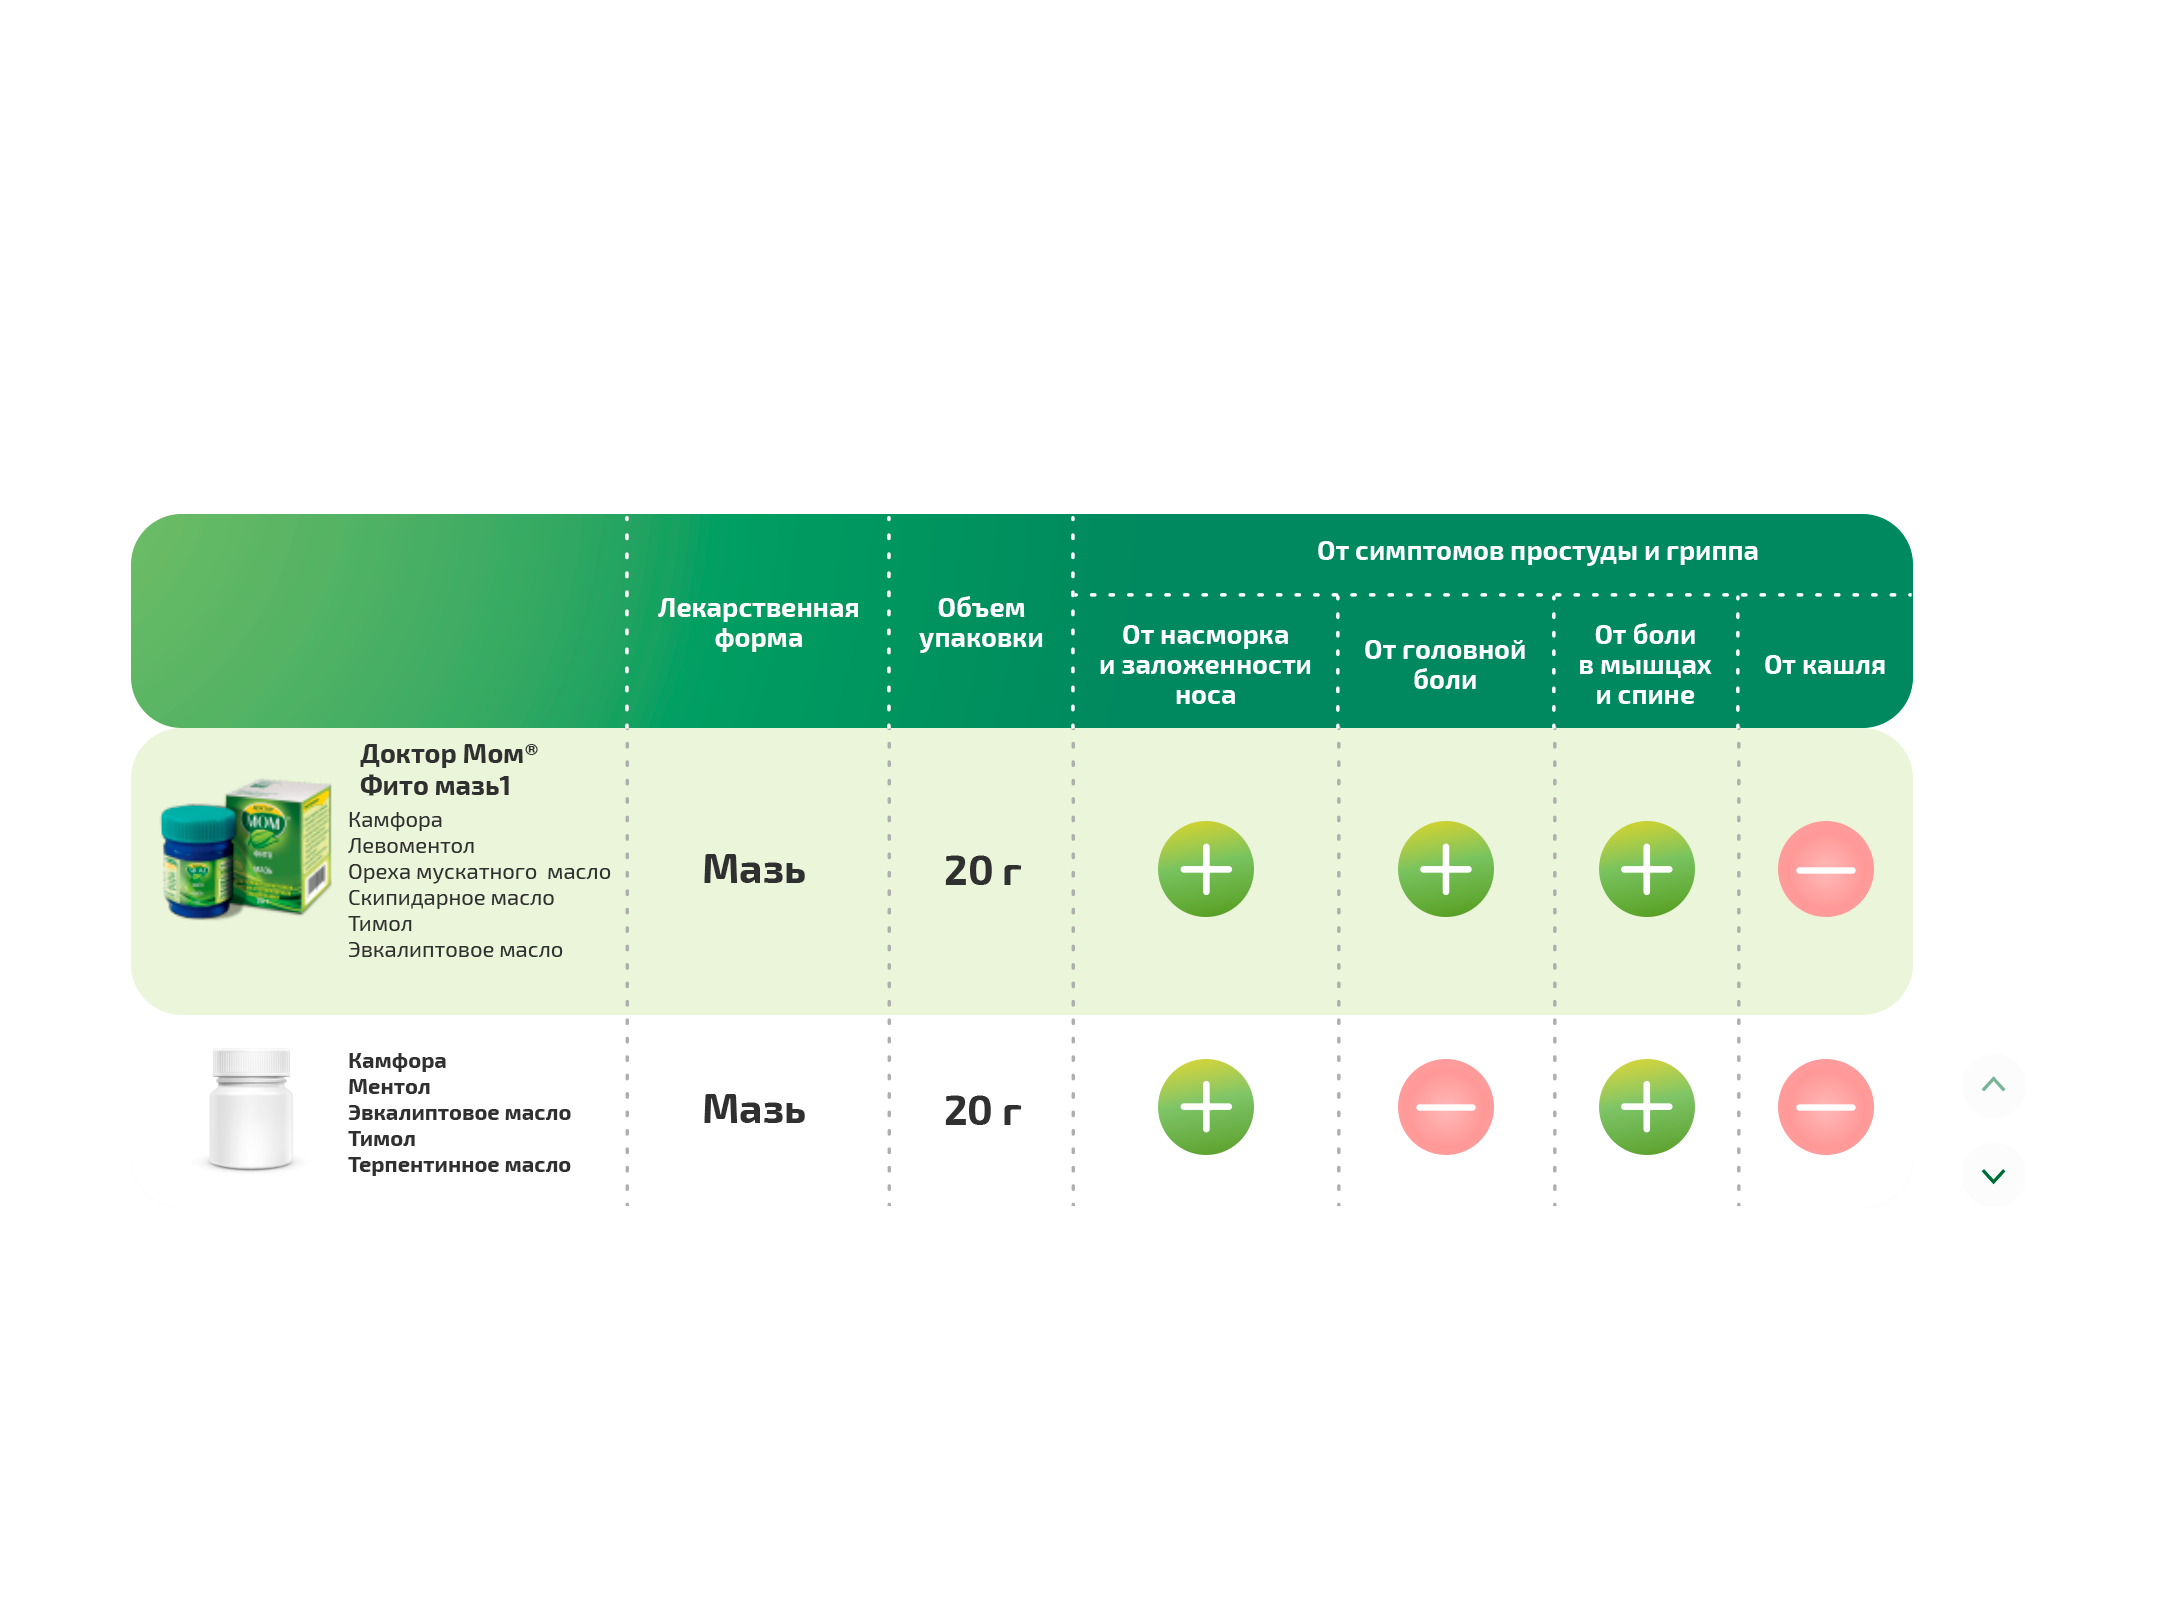 От симптомов простуды и гриппа
Лекарственная
форма
Объем
упаковки
От насморка
и заложенности
носа
От головной
боли
От боли
в мышцах
и спине
От кашля
Доктор Мом®
Фито мазь1
Камфора
Левоментол
Ореха мускатного  масло
Скипидарное масло
Тимол
Эвкалиптовое масло
МОМ
МАЗЬ
Мазь
20 г
Камфора
Ментол
Эвкалиптовое масло
Тимол
Терпентинное масло
Мазь
20 г